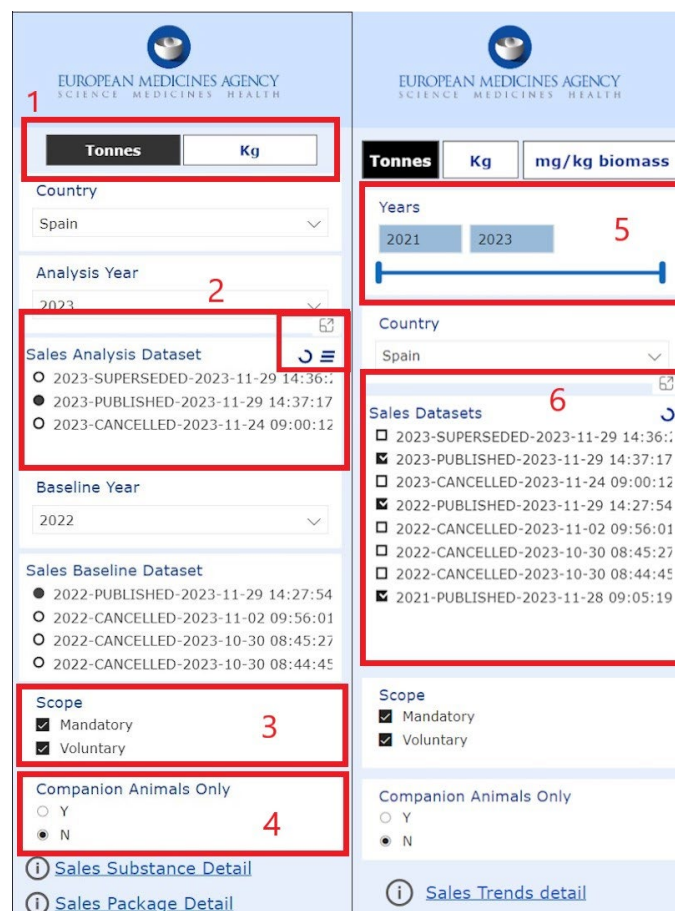 EUROPEAN MEDICINES AGENCY
SCIENCE MEDICINES HEALTH
1
Tonnes
Kg
Country
Spain
Analysis Year
2023
2
Sales Analysis Dataset
2023-SUPERSEDED-2023-11-29 14:36:
2023-PUBLISHED-2023-11-29 14:37:17
2023-CANCELLED-2023-11-24 09:00:12
Baseline Year
2022
Sales Baseline Dataset
2022-PUBLISHED-2023-11-29 14:27:54
2022-CANCELLED-2023-11-02 09:56:01
2022-CANCELLED-2023-10-30 08:45:27
2022-CANCELLED-2023-10-30 08:44:45
Scope
Mandatory
Voluntary
3
Companion Animals Only
Y
N
4
Sales Substance Detail
Sales Package Detail
EUROPEAN MEDICINES AGENCY
SCIENCE MEDICINES HEALTH
Tonnes
Kg
mg/kg biomass
Years
2021
2023
5
Country
Spain
6
Sales Datasets
2023-SUPERSEDED-2023-11-29 14:36:
2023-PUBLISHED-2023-11-29 14:37:17
2023-CANCELLED-2023-11-24 09:00:12
2022-PUBLISHED-2023-11-29 14:27:54
2022-CANCELLED-2023-11-02 09:56:01
2022-CANCELLED-2023-10-30 08:45:27
2022-CANCELLED-2023-10-30 08:44:45
2021-PUBLISHED-2023-11-28 09:05:19
Scope
Mandatory
Voluntary
Companion Animals Only
Y
N
Sales Trends detail